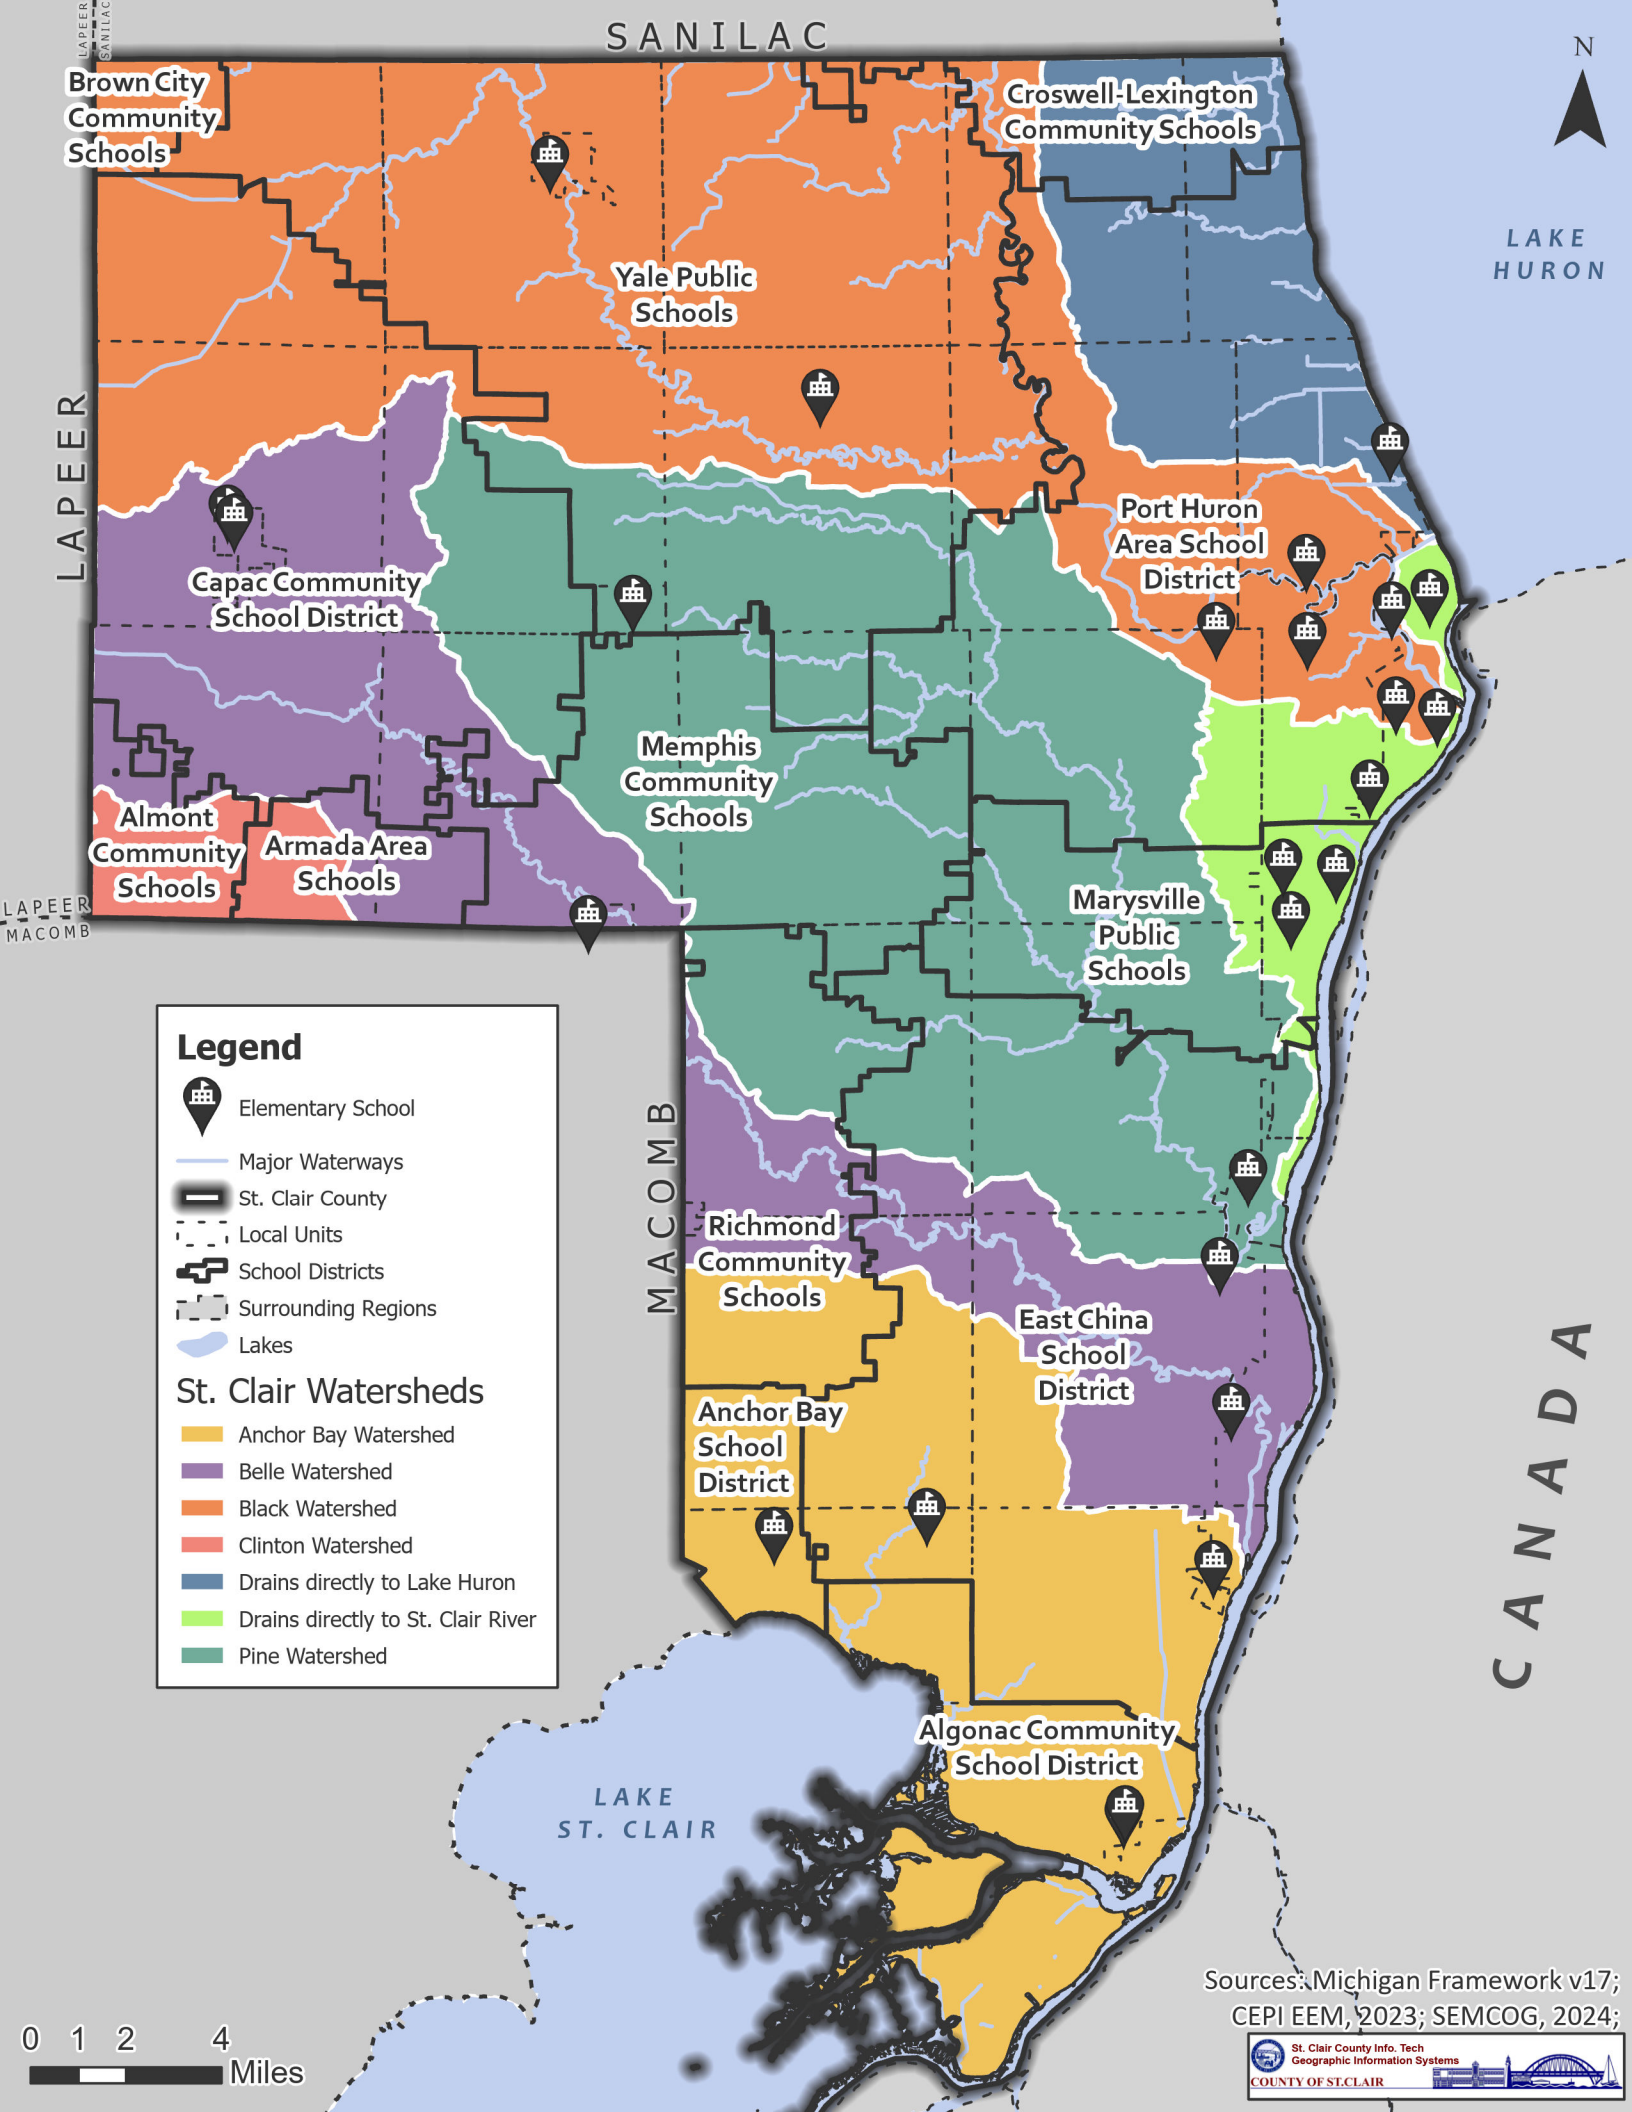 LAPEER
SANILAC
SANILAC
N
Brown City
Community
Schools
Croswell-Lexington
Community Schools
LAKE
HURON
Yale Public
Schools
LAPEER
Port Huron
Area School
District
Capac Community
School District
Memphis
Community
Schools
Almont
Community
Schools
Armada Area
Schools
LAPEER
MACOMB
Marysville
Public
Schools
MACOMB
Richmond
Community
Schools
East China
School
District
Anchor Bay
School
District
CANADA
Algonac Community
School District
LAKE
ST. CLAIR
Legend
Elementary School
Major Waterways
St. Clair County
Local Units
School Districts
Surrounding Regions
Lakes
St. Clair Watersheds
Anchor Bay Watershed
Belle Watershed
Black Watershed
Clinton Watershed
Drains directly to Lake Huron
Drains directly to St. Clair River
Pine Watershed
0 1 2 4
Miles
Sources: Michigan Framework v17;
CEPI EEM, 2023; SEMCOG, 2024;
St. Clair County Info. Tech
Geographic Information Systems
COUNTY OF ST.CLAIR